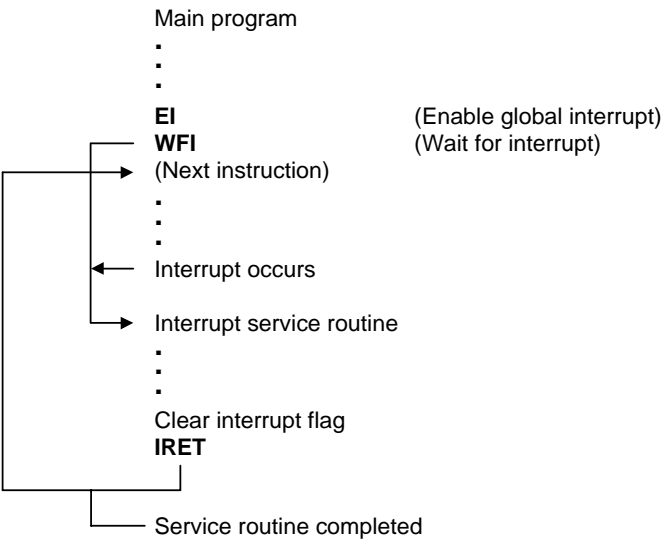 Main program
.
.
.
EI (Enable global interrupt)
WFI (Wait for interrupt)
(Next instruction)
.
.
.
Interrupt occurs
Interrupt service routine
.
.
.
Clear interrupt flag
IRET
Service routine completed